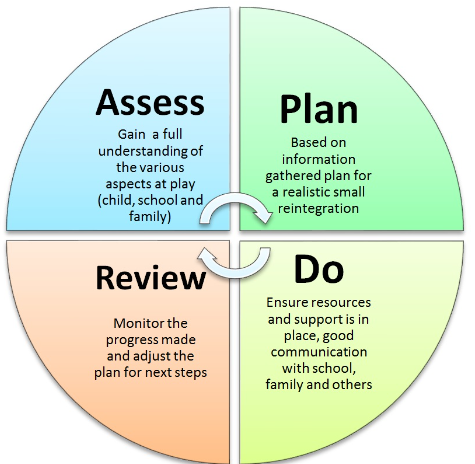 Assess
Gain a full
understanding of
the various
aspects at play
(child, school and
family)
Plan
Based on
information
gathered plan for
a realistic small
reintegration
Review
Monitor the
progress made
and adjust the
plan for next steps
Do
Ensure resources
and support is in
place, good
communication
with school,
family and others